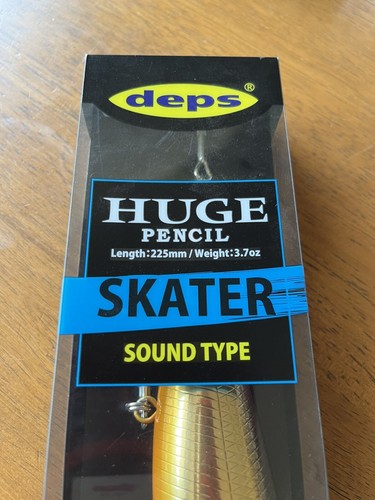 deps®
HUGE
PENCIL
Length:225mm / Weight:3.7oz
SKATER
SOUND TYPE